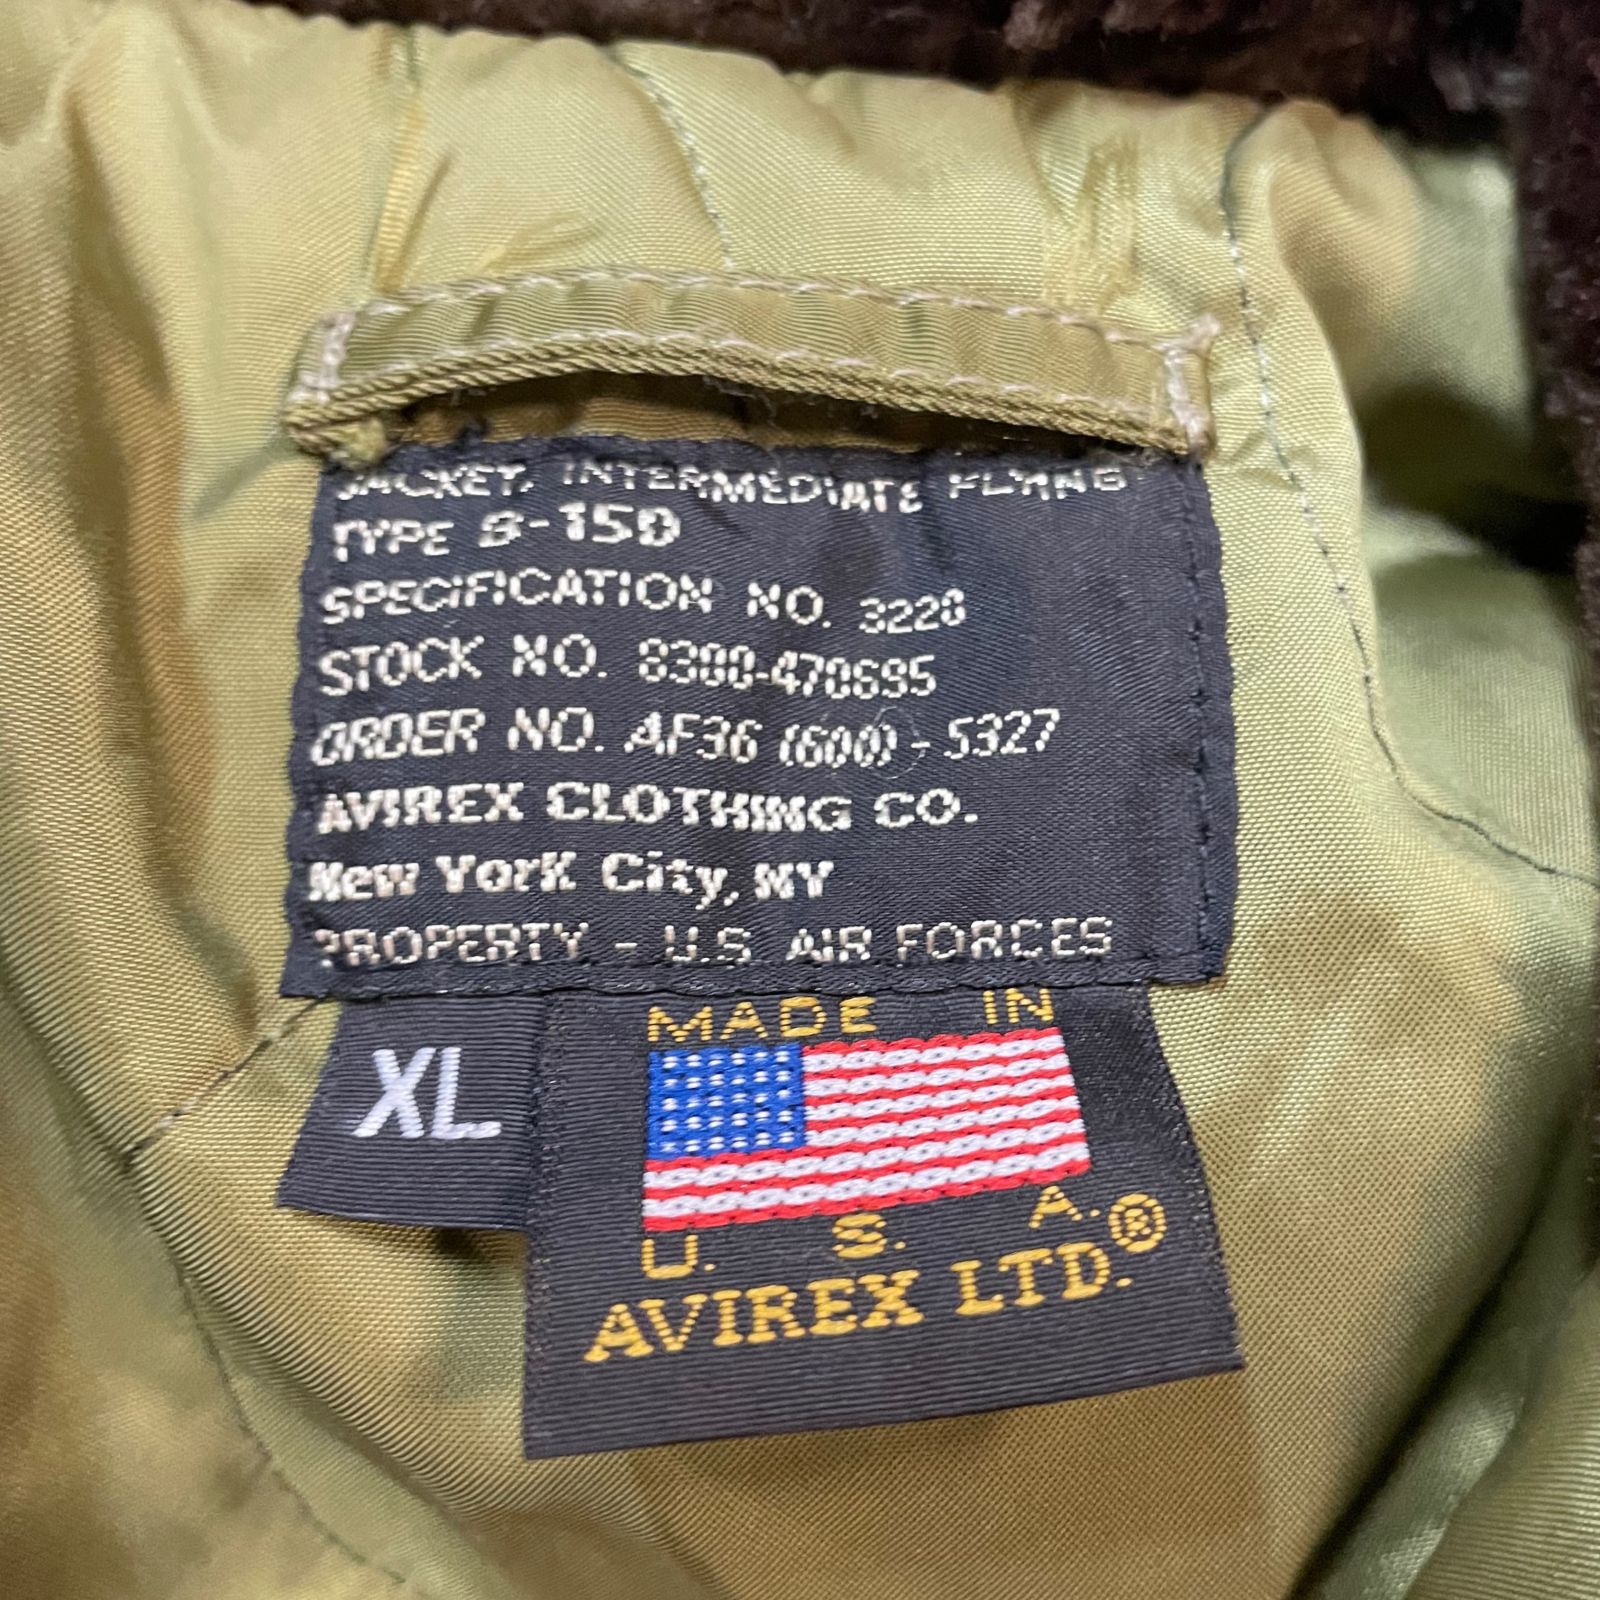 JACKET, INTERMEDIATE FLYING
TYPE B-15D
SPECIFICATION NO. 3220
STOCK NO. 8300-470695
ORDER NO. AF36 (600) - 5327
AVIREX CLOTHING CO.
New York City, NY
PROPERTY - U.S. AIR FORCES
XL
MADE IN
U. S. A.
AVIREX LTD.®